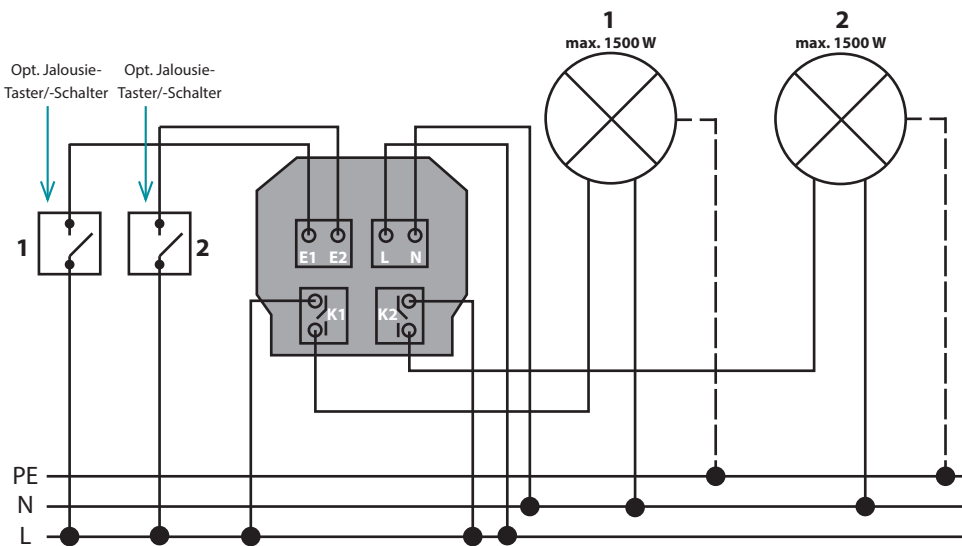 1
max. 1500 W
2
max. 1500 W
Opt. Jalousie-
Taster/-Schalter
Opt. Jalousie-
Taster/-Schalter
1
2
E1 E2 L N
K1 K2
PE
N
L